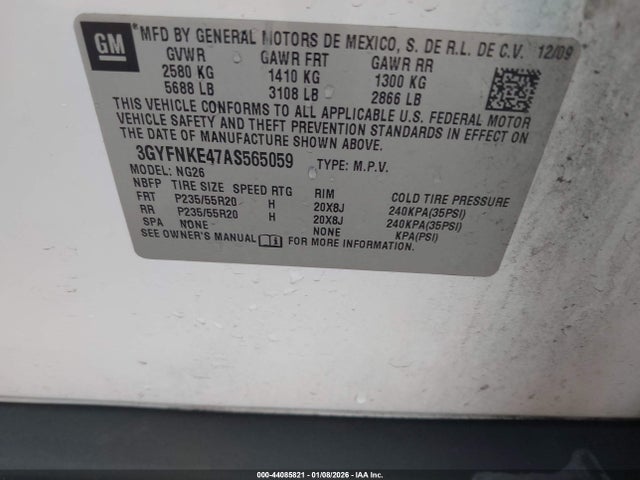 GM
MFD BY GENERAL MOTORS DE MEXICO, S. DE R.L. DE C.V. 12/09
GVWR GAWR FRT GAWR RR
2580 KG 1410 KG 1300 KG
5688 LB 3108 LB 2866 LB
THIS VEHICLE CONFORMS TO ALL APPLICABLE U.S. FEDERAL MOTOR
VEHICLE SAFETY AND THEFT PREVENTION STANDARDS IN EFFECT ON
THE DATE OF MANUFACTURE SHOWN ABOVE.
3GYFNKE47AS565059 TYPE: M.P.V.
MODEL: NG26
NBFP TIRE SIZE SPEED RTG RIM COLD TIRE PRESSURE
FRT P235/55R20 H 20X8J 240KPA(35PSI)
RR P235/55R20 H 20X8J 240KPA(35PSI)
SPA NONE NONE KPA(PSI)
SEE OWNER'S MANUAL FOR MORE INFORMATION.
000-44085821 - 01/08/2026 - IAA Inc.